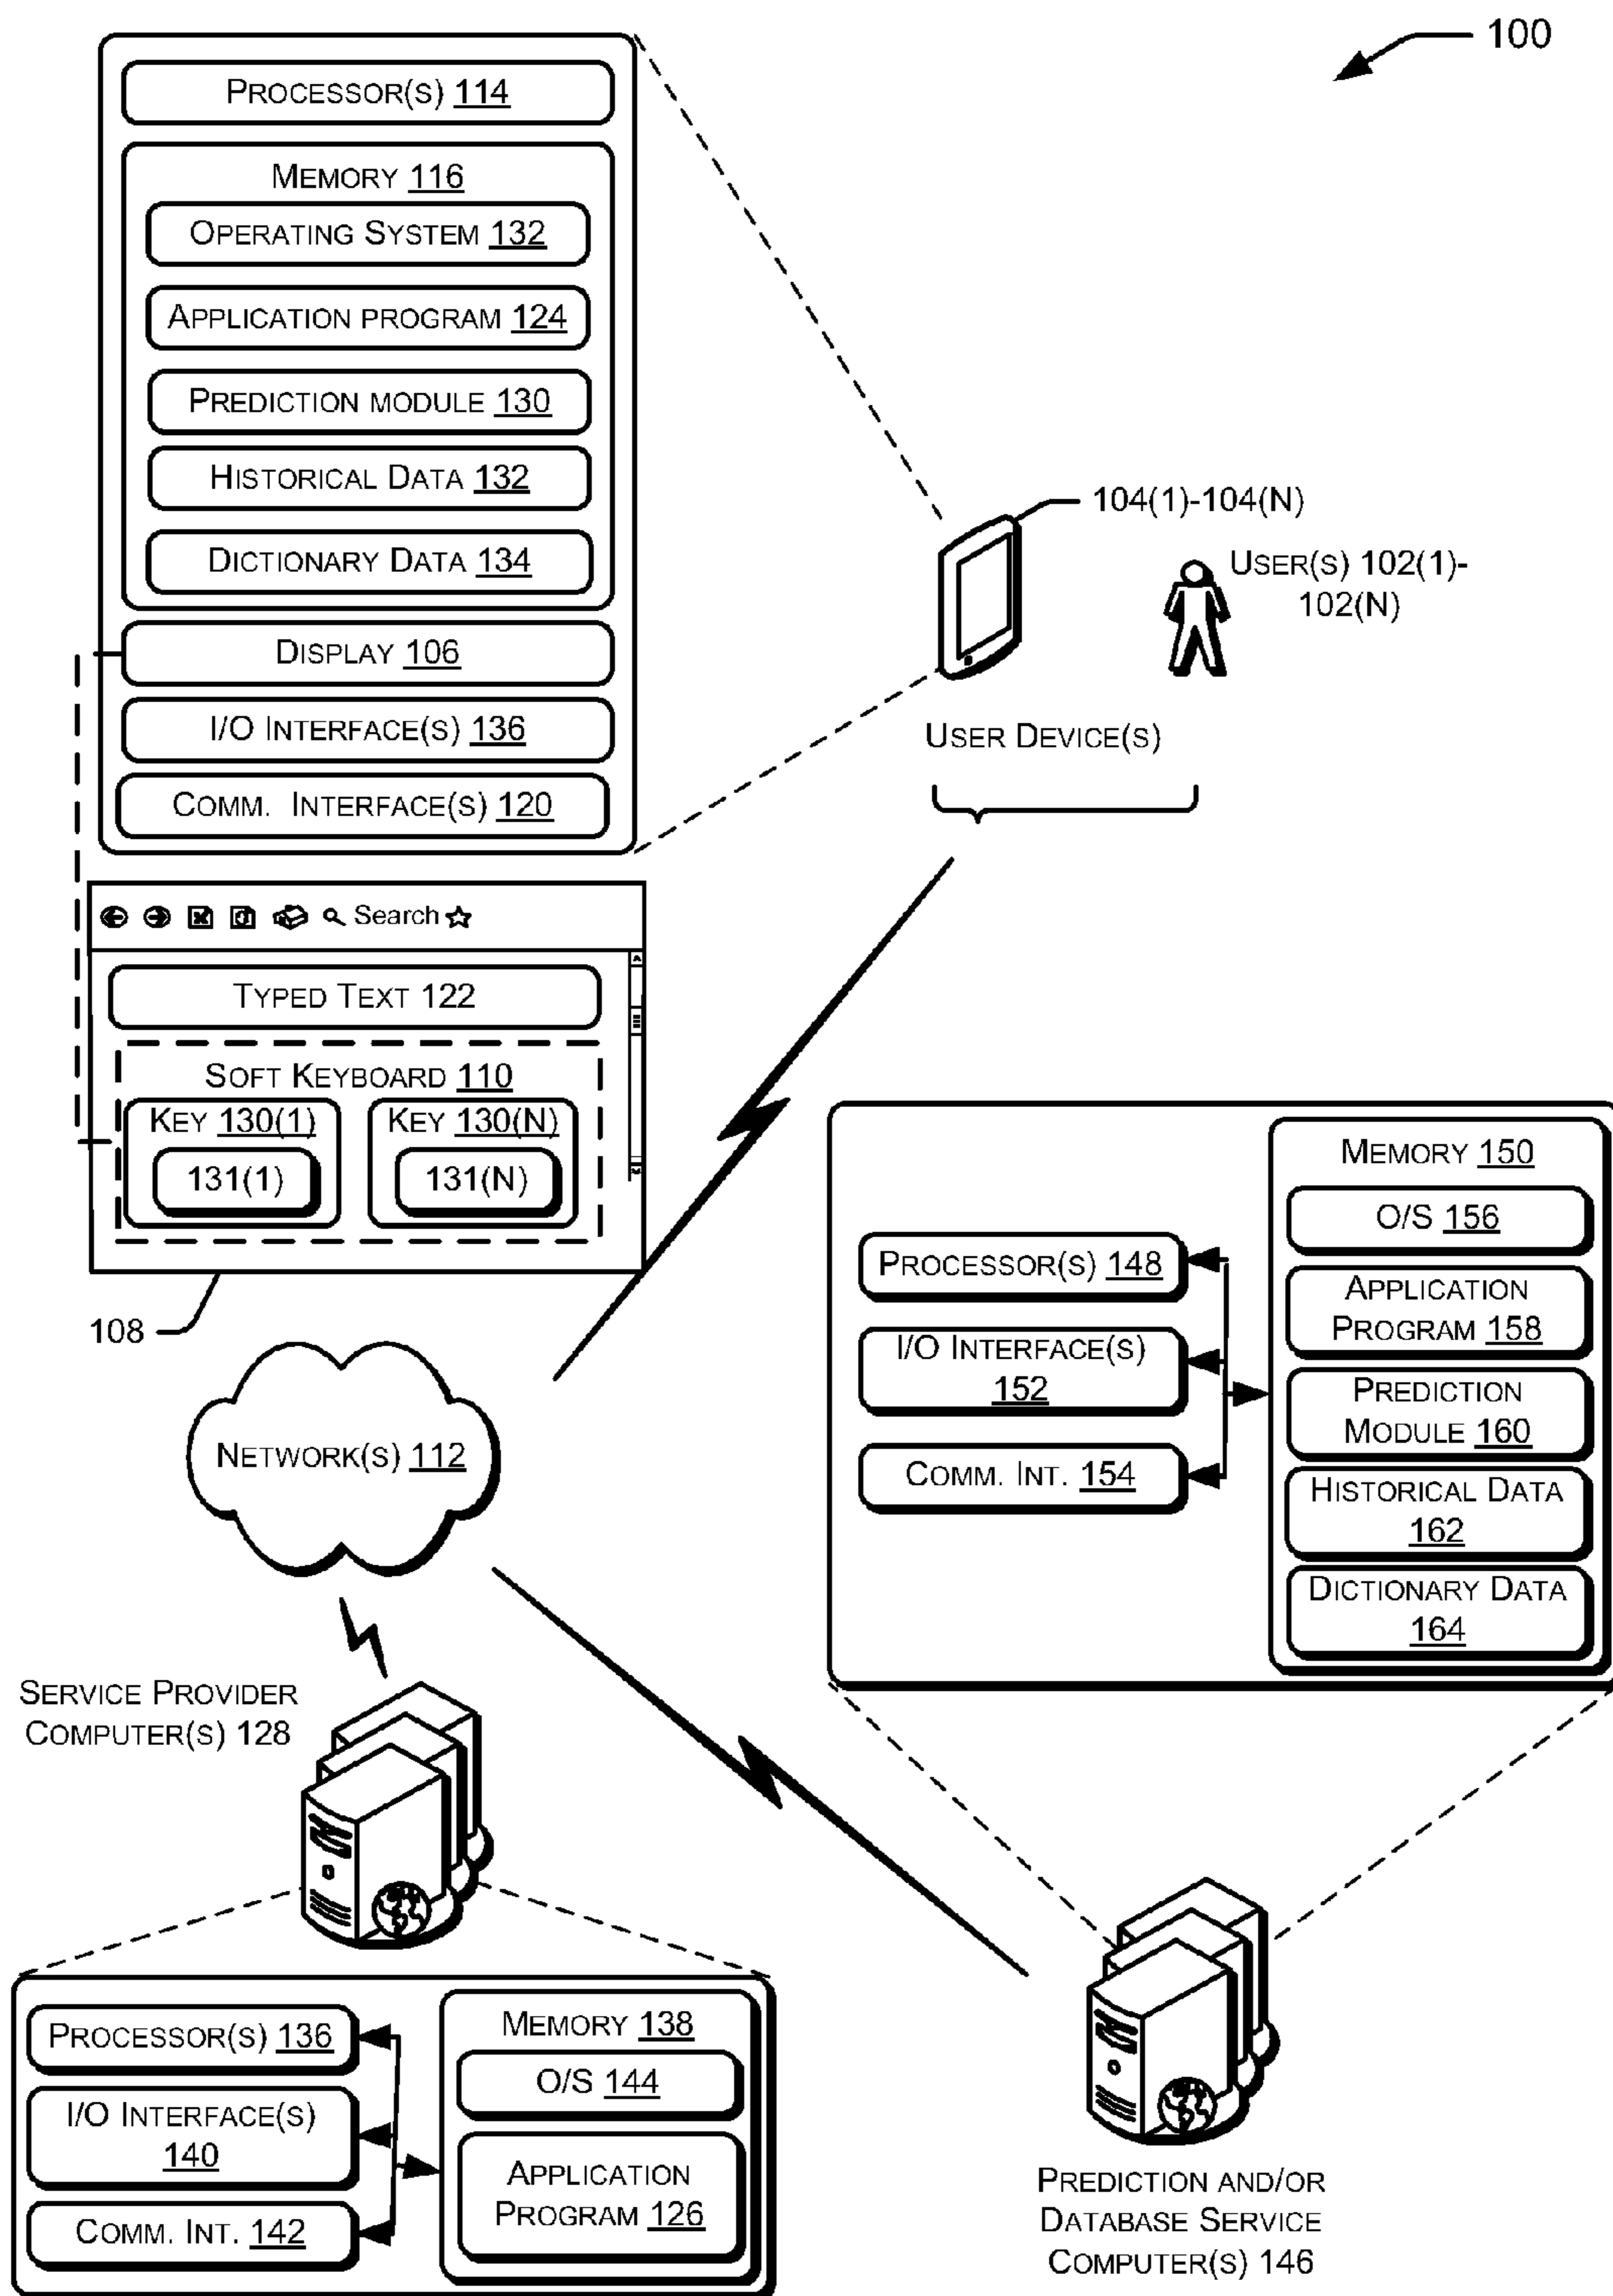 100
PROCESSOR(S) 114
MEMORY 116
OPERATING SYSTEM 132
APPLICATION PROGRAM 124
PREDICTION MODULE 130
HISTORICAL DATA 132
DICTIONARY DATA 134
DISPLAY 106
I/O INTERFACE(S) 136
COMM. INTERFACE(S) 120
104(1)-104(N)
USER(S) 102(1)-
102(N)
USER DEVICE(S)
Search
TYPED TEXT 122
SOFT KEYBOARD 110
KEY 130(1)
131(1)
KEY 130(N)
131(N)
108
NETWORK(S) 112
PROCESSOR(S) 148
I/O INTERFACE(S)
152
COMM. INT. 154
MEMORY 150
O/S 156
APPLICATION
PROGRAM 158
PREDICTION
MODULE 160
HISTORICAL DATA
162
DICTIONARY DATA
164
SERVICE PROVIDER
COMPUTER(S) 128
PROCESSOR(S) 136
I/O INTERFACE(S)
140
COMM. INT. 142
MEMORY 138
O/S 144
APPLICATION
PROGRAM 126
PREDICTION AND/OR
DATABASE SERVICE
COMPUTER(S) 146